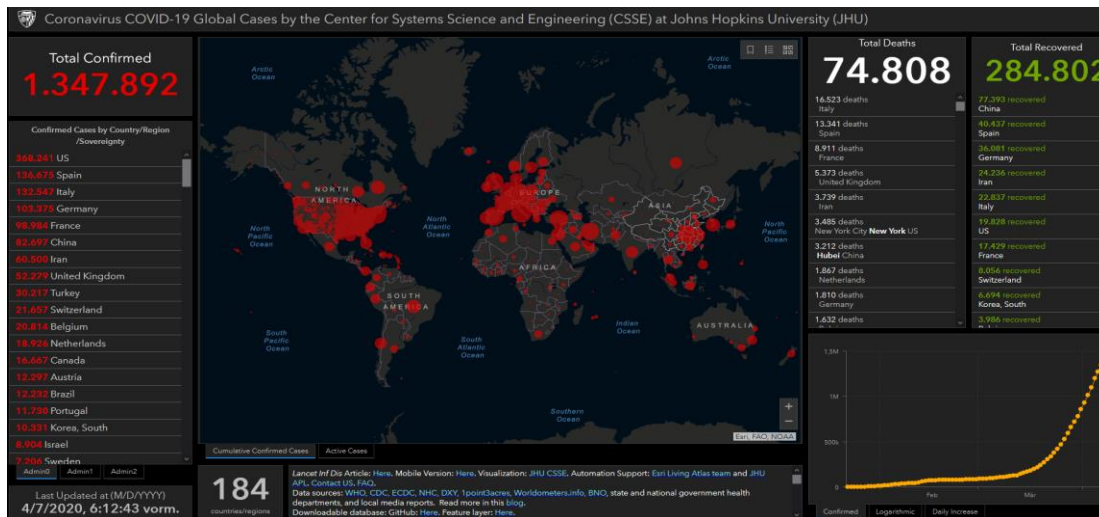 Coronavirus COVID-19 Global Cases by the Center for Systems Science and Engineering (CSSE) at Johns Hopkins University (JHU)
Total Confirmed
1.347.892
Confirmed Cases by Country/Region
/Sovereignty
368.241 US
136.675 Spain
132.547 Italy
103.375 Germany
98.984 France
82.697 China
60.500 Iran
52.279 United Kingdom
30.217 Turkey
21.657 Switzerland
20.814 Belgium
18.926 Netherlands
16.667 Canada
12.297 Austria
12.232 Brazil
11.730 Portugal
10.331 Korea, South
8.904 Israel
7.206 Sweden
Admin0 Admin1 Admin2
Last Updated at (M/D/YYYY)
4/7/2020, 6:12:43 vorm.
Arctic
Ocean
Arctic
Ocean
NORTH
AMERICA
EUROPE
ASIA
North
Pacific
Ocean
North
Atlantic
Ocean
North
Pacific
Ocean
AFRICA
SOUTH
AMERICA
Indian
Ocean
AUSTRALIA
South
Pacific
Ocean
South
Atlantic
Ocean
Southern
Ocean
+
−
Esri, FAO, NOAA
Cumulative Confirmed Cases Active Cases
184
countries/regions
Lancet Inf Dis Article: Here. Mobile Version: Here. Visualization: JHU CSSE. Automation Support: Esri Living Atlas team and JHU
APL. Contact US. FAQ.
Data sources: WHO, CDC, ECDC, NHC, DXY, 1point3acres, Worldometers.info, BNO, state and national government health
departments, and local media reports. Read more in this blog.
Downloadable database: GitHub: Here. Feature layer: Here.
Total Deaths
74.808
16.523 deaths
Italy
13.341 deaths
Spain
8.911 deaths
France
5.373 deaths
United Kingdom
3.739 deaths
Iran
3.485 deaths
New York City New York US
3.212 deaths
Hubei China
1.867 deaths
Netherlands
1.810 deaths
Germany
1.632 deaths
Total Recovered
284.802
77.393 recovered
China
40.437 recovered
Spain
36.081 recovered
Germany
24.236 recovered
Iran
22.837 recovered
Italy
19.828 recovered
US
17.429 recovered
France
8.056 recovered
Switzerland
6.694 recovered
Korea, South
3.986 recovered
1,5M
1M
500k
0
Feb Mär
Confirmed Logarithmic Daily Increase